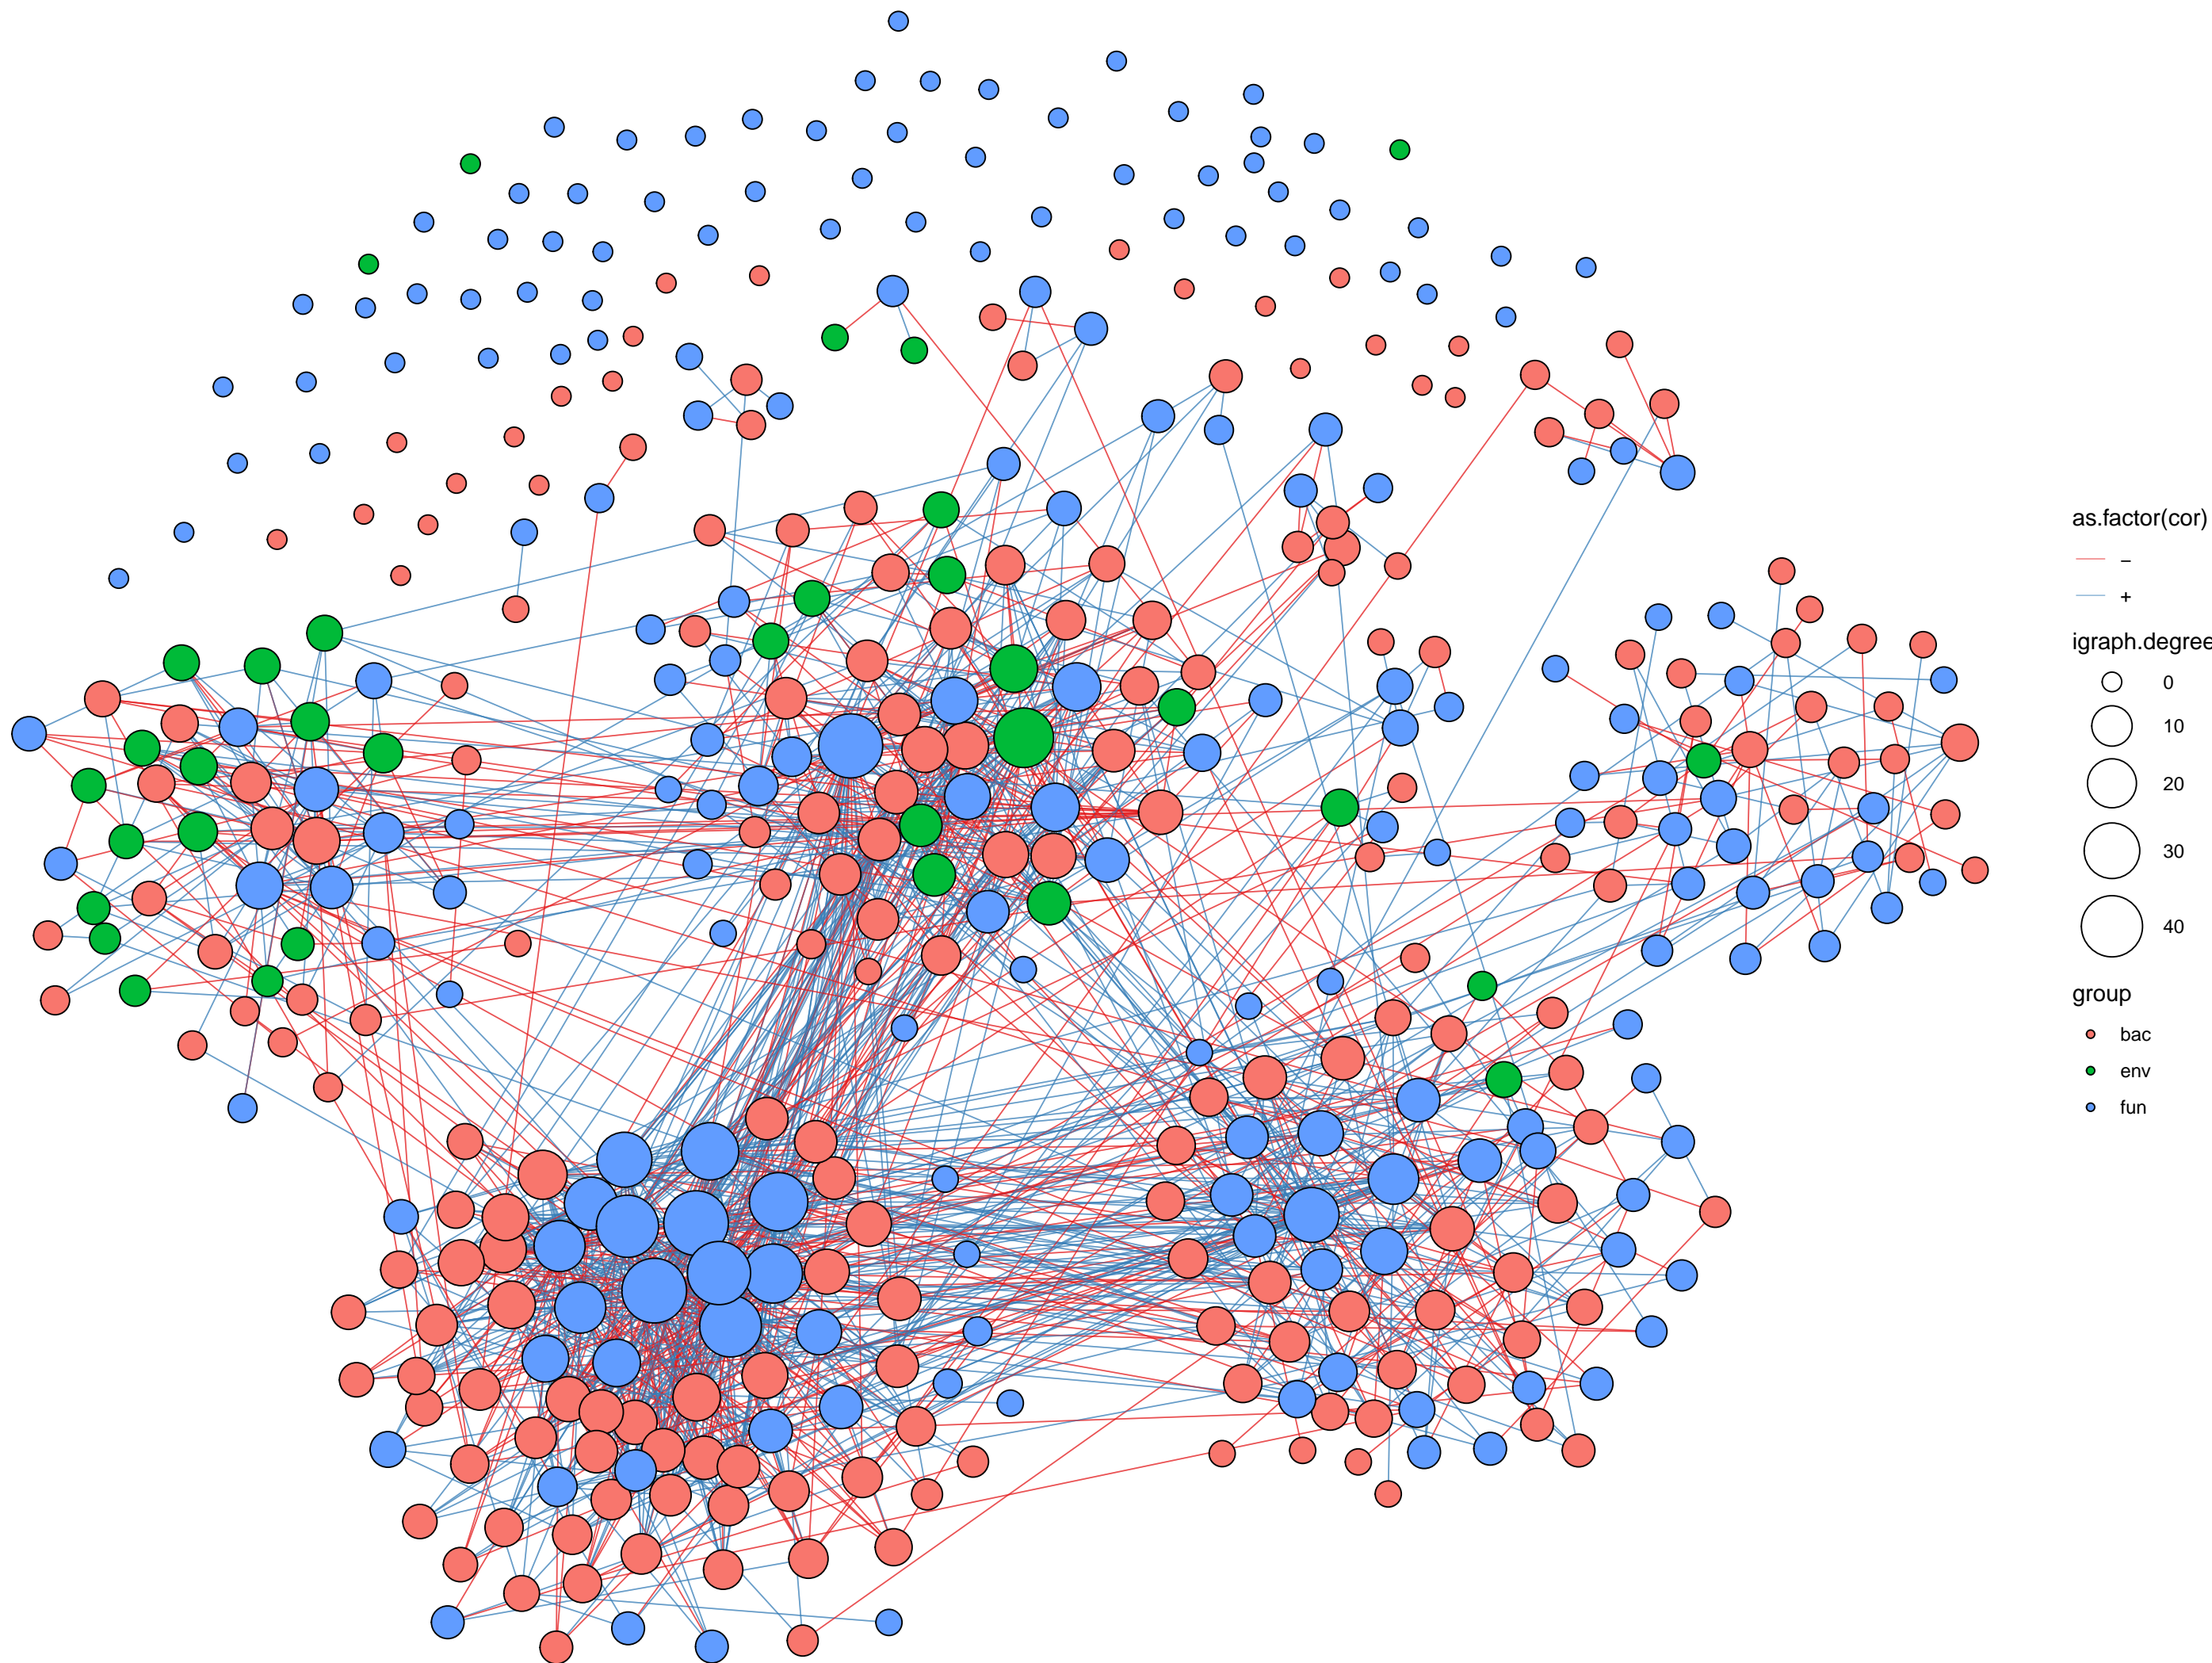 as.factor(cor)
−
+
igraph.degree
0
10
20
30
40
group
bac
env
fun